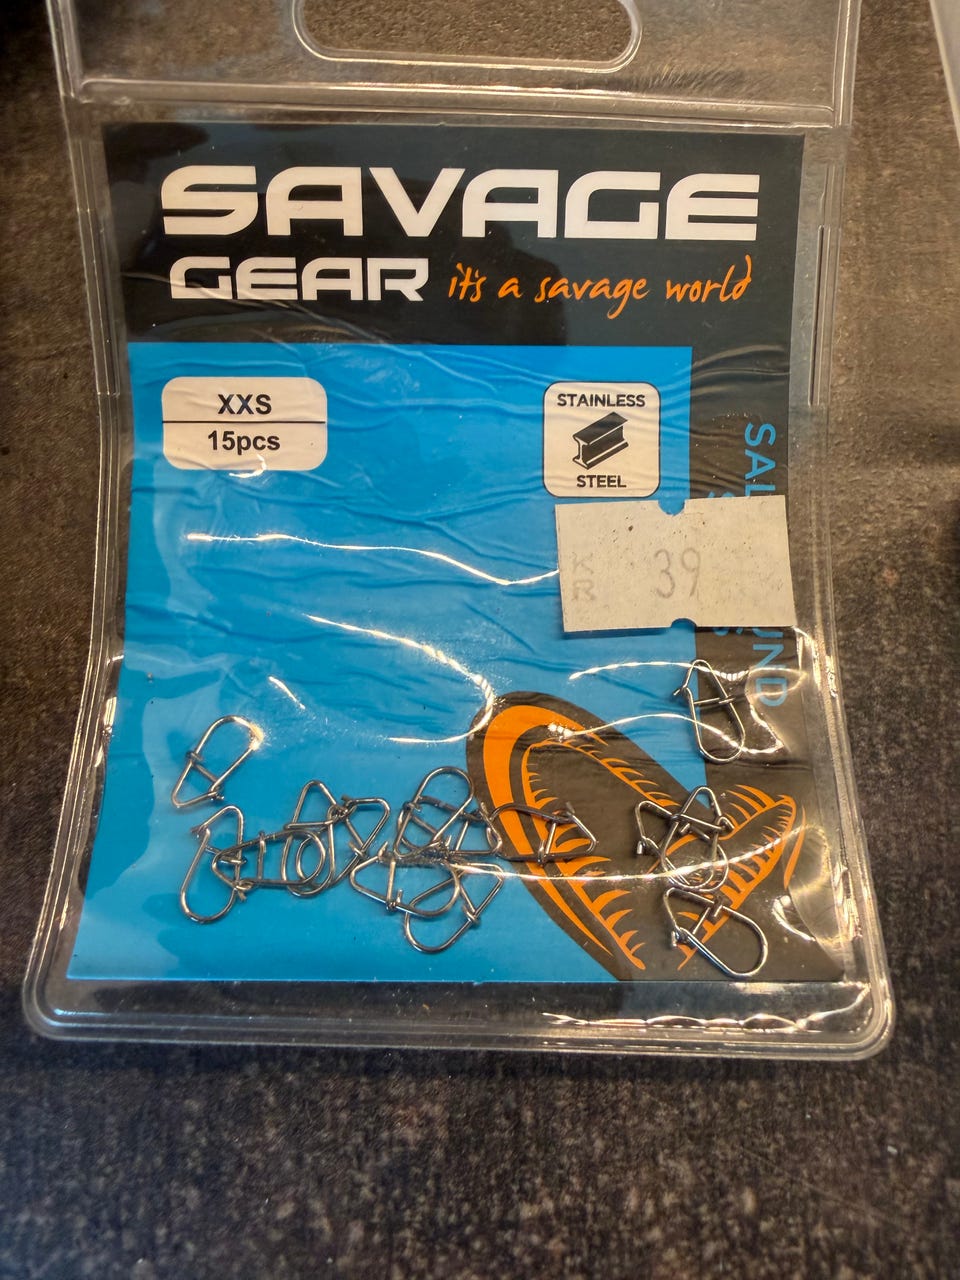 SAVAGE
GEAR it's a savage world
XXS
15pcs
STAINLESS
STEEL
KR 39